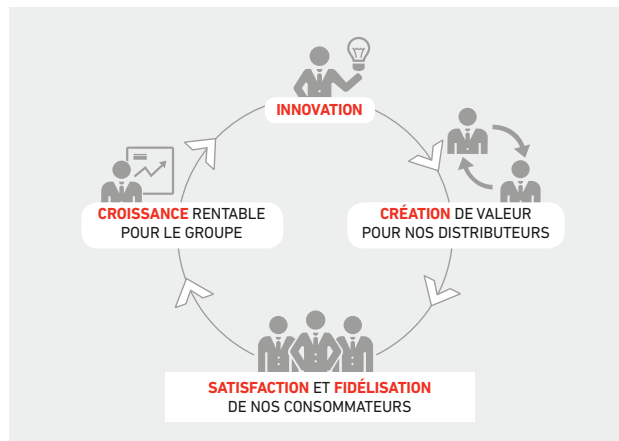 INNOVATION
CROISSANCE RENTABLE
POUR LE GROUPE
CRÉATION DE VALEUR
POUR NOS DISTRIBUTEURS
SATISFACTION ET FIDÉLISATION
DE NOS CONSOMMATEURS